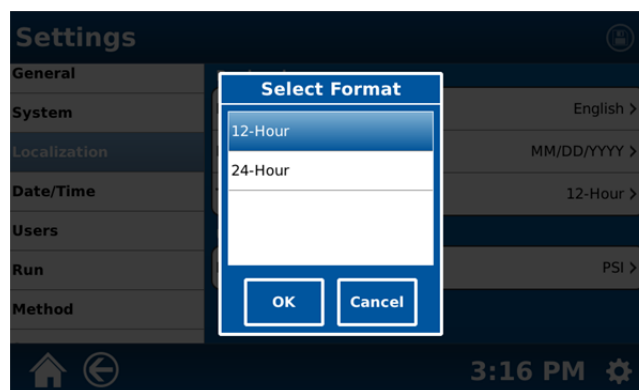 Settings
General
System
English >
Select Format
12-Hour
24-Hour
OK
Cancel
Localization
MM/DD/YYYY >
Date/Time
12-Hour >
Users
Run
PSI >
Method
3:16 PM